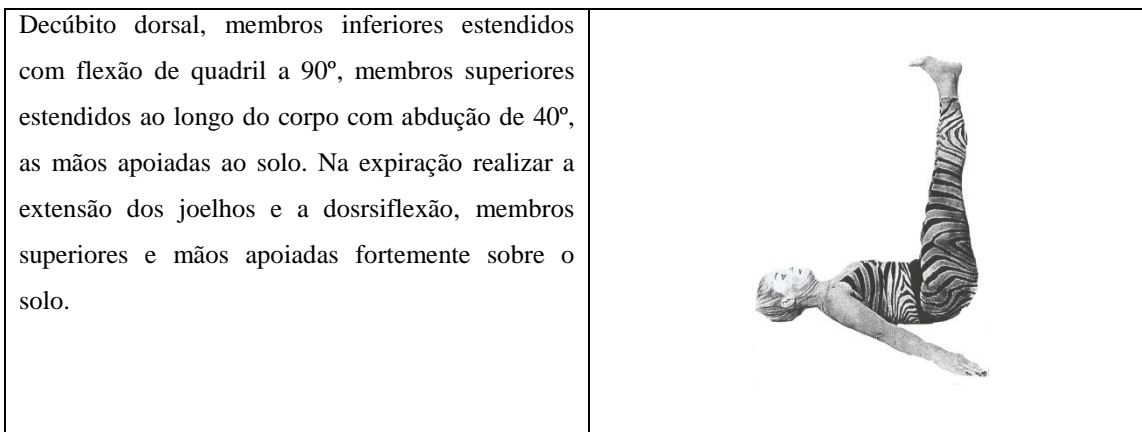 Decúbito dorsal, membros inferiores estendidos
com flexão de quadril a 90º, membros superiores
estendidos ao longo do corpo com abdução de 40º,
as mãos apoiadas ao solo. Na expiração realizar a
extensão dos joelhos e a dosrsiflexão, membros
superiores e mãos apoiadas fortemente sobre o
solo.